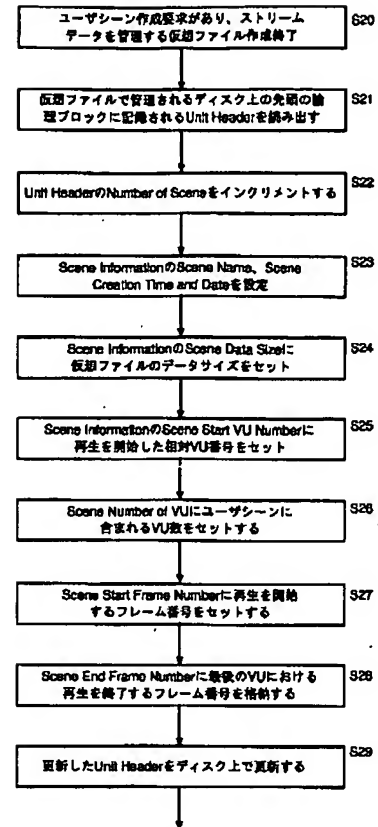 ユーザシーン作成要求があり、ストリーム
データを管理する仮想ファイル作成終了
S20
仮想ファイルで管理されるディスク上の先頭の論
理ブロックに記録されるUnit Headerを読み出す
S21
Unit HeaderのNumber of Sceneをインクリメントする
S22
Scene InformationのScene Name、Scene
Creation Time and Dateを設定
S23
Scene InformationのScene Data Sizeに
仮想ファイルのデータサイズをセット
S24
Scene InformationのScene Start VU Numberに
再生を開始した相対VU番号をセット
S25
Scene Number of VUにユーザシーンに
含まれるVU数をセットする
S26
Scene Start Frame Numberに再生を開始
するフレーム番号をセットする
S27
Scene End Frame Numberに最後のVUにおける
再生を終了するフレーム番号を格納する
S28
更新したUnit Headerをディスク上で更新する
S29